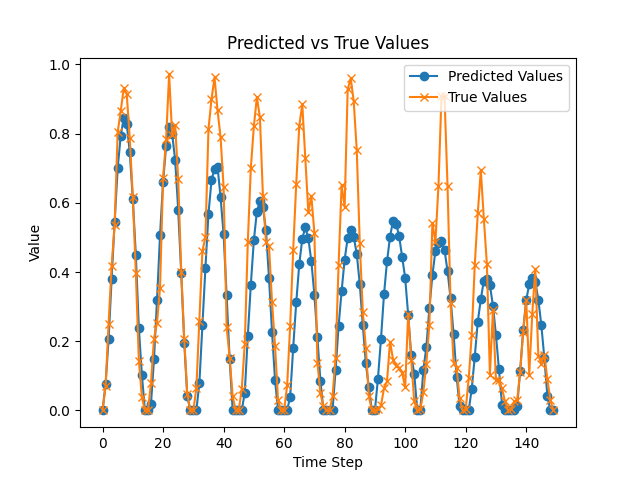 Predicted vs True Values
Predicted Values
True Values
Value
1.0
0.8
0.6
0.4
0.2
0.0
0 20 40 60 80 100 120 140
Time Step